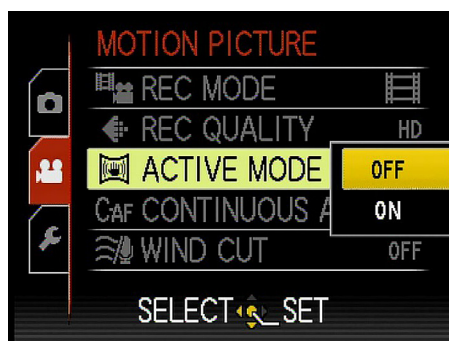 MOTION PICTURE
REC MODE
REC QUALITY HD
ACTIVE MODE OFF
CAF CONTINUOUS A ON
WIND CUT OFF
SELECT SET